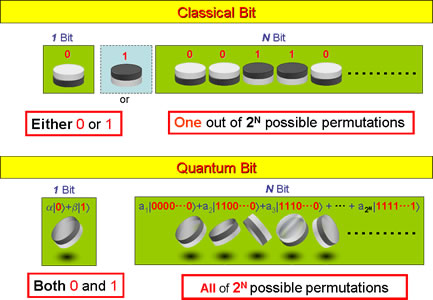 Classical Bit
1 Bit
N Bit
0
1
0 0 1 1 0
or
Either 0 or 1
One out of 2ᴺ possible permutations
Quantum Bit
1 Bit
N Bit
α|0⟩+β|1⟩
a₁|0000⋯0⟩+a₂|1100⋯0⟩+a₃|1110⋯0⟩ + ⋯ + a₂ᴺ|1111⋯1⟩
Both 0 and 1
All of 2ᴺ possible permutations